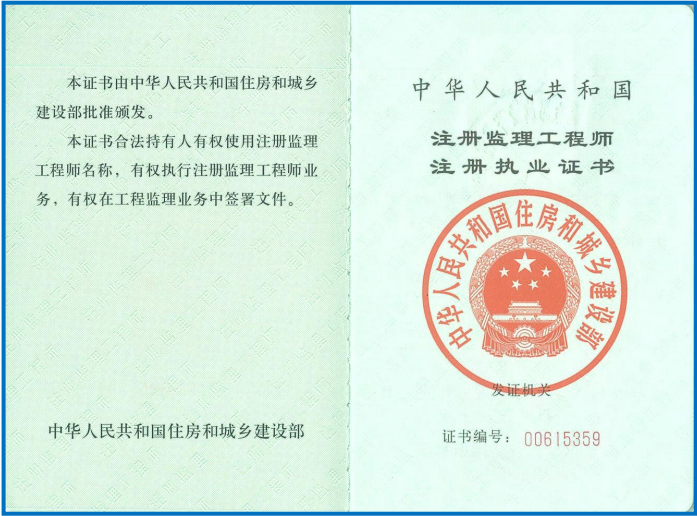 本证书由中华人民共和国住房和城乡
建设部批准颁发。
本证书合法持有人有权使用注册监理
工程师名称，有权执行注册监理工程师业
务，有权在工程监理业务中签署文件。
中华人民共和国住房和城乡建设部
中华人民共和国
注册监理工程师
注册执业证书
中华人民共和国住房和城乡建设部
发证机关
证书编号：00615359